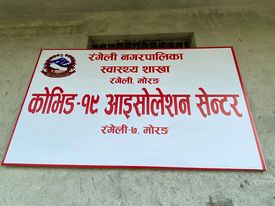 रंगेली नगरपालिका
स्वास्थ्य शाखा
रंगेली, मोरङ
कोभिड -१९ आइसोलेशन सेन्टर
रंगेली-७, मोरङ